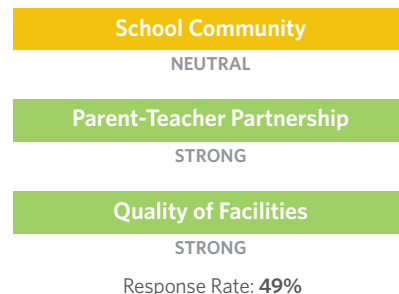 School Community
NEUTRAL
Parent-Teacher Partnership
STRONG
Quality of Facilities
STRONG
Response Rate: 49%